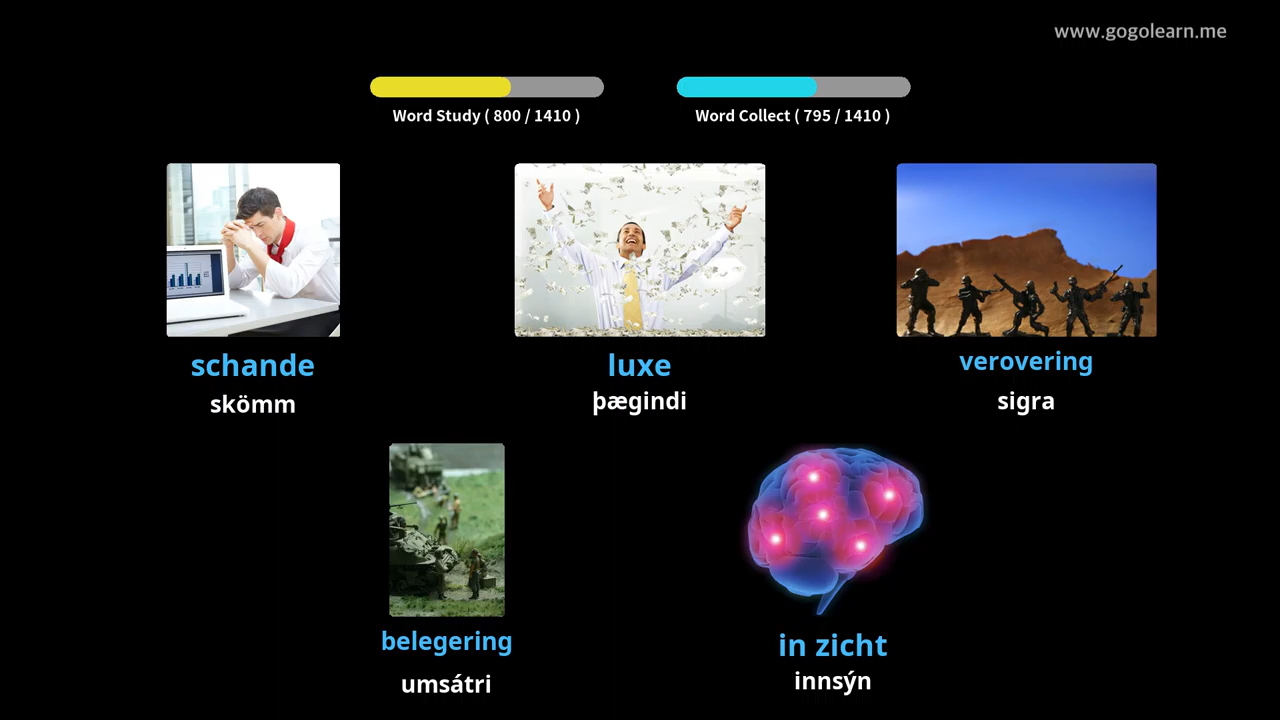 www.gogolearn.me
Word Study ( 800 / 1410 )
Word Collect ( 795 / 1410 )
schande
skömm
luxe
þægindi
verovering
sigra
belegering
umsátri
in zicht
innsýn